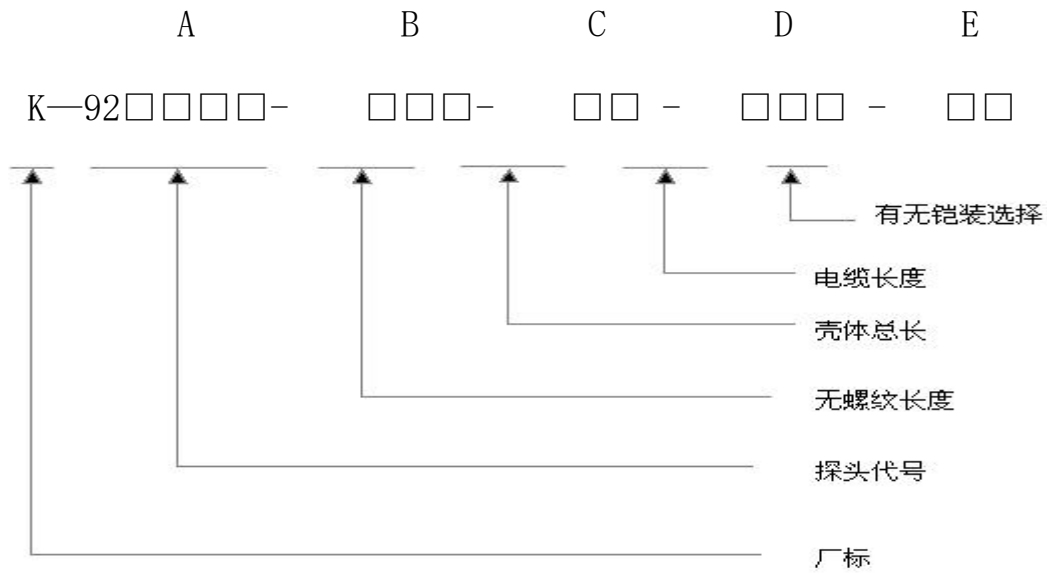 A B C D E
K—92□□□□- □□□- □□ - □□□ - □□
有无铠装选择
电缆长度
壳体总长
无螺纹长度
探头代号
厂标